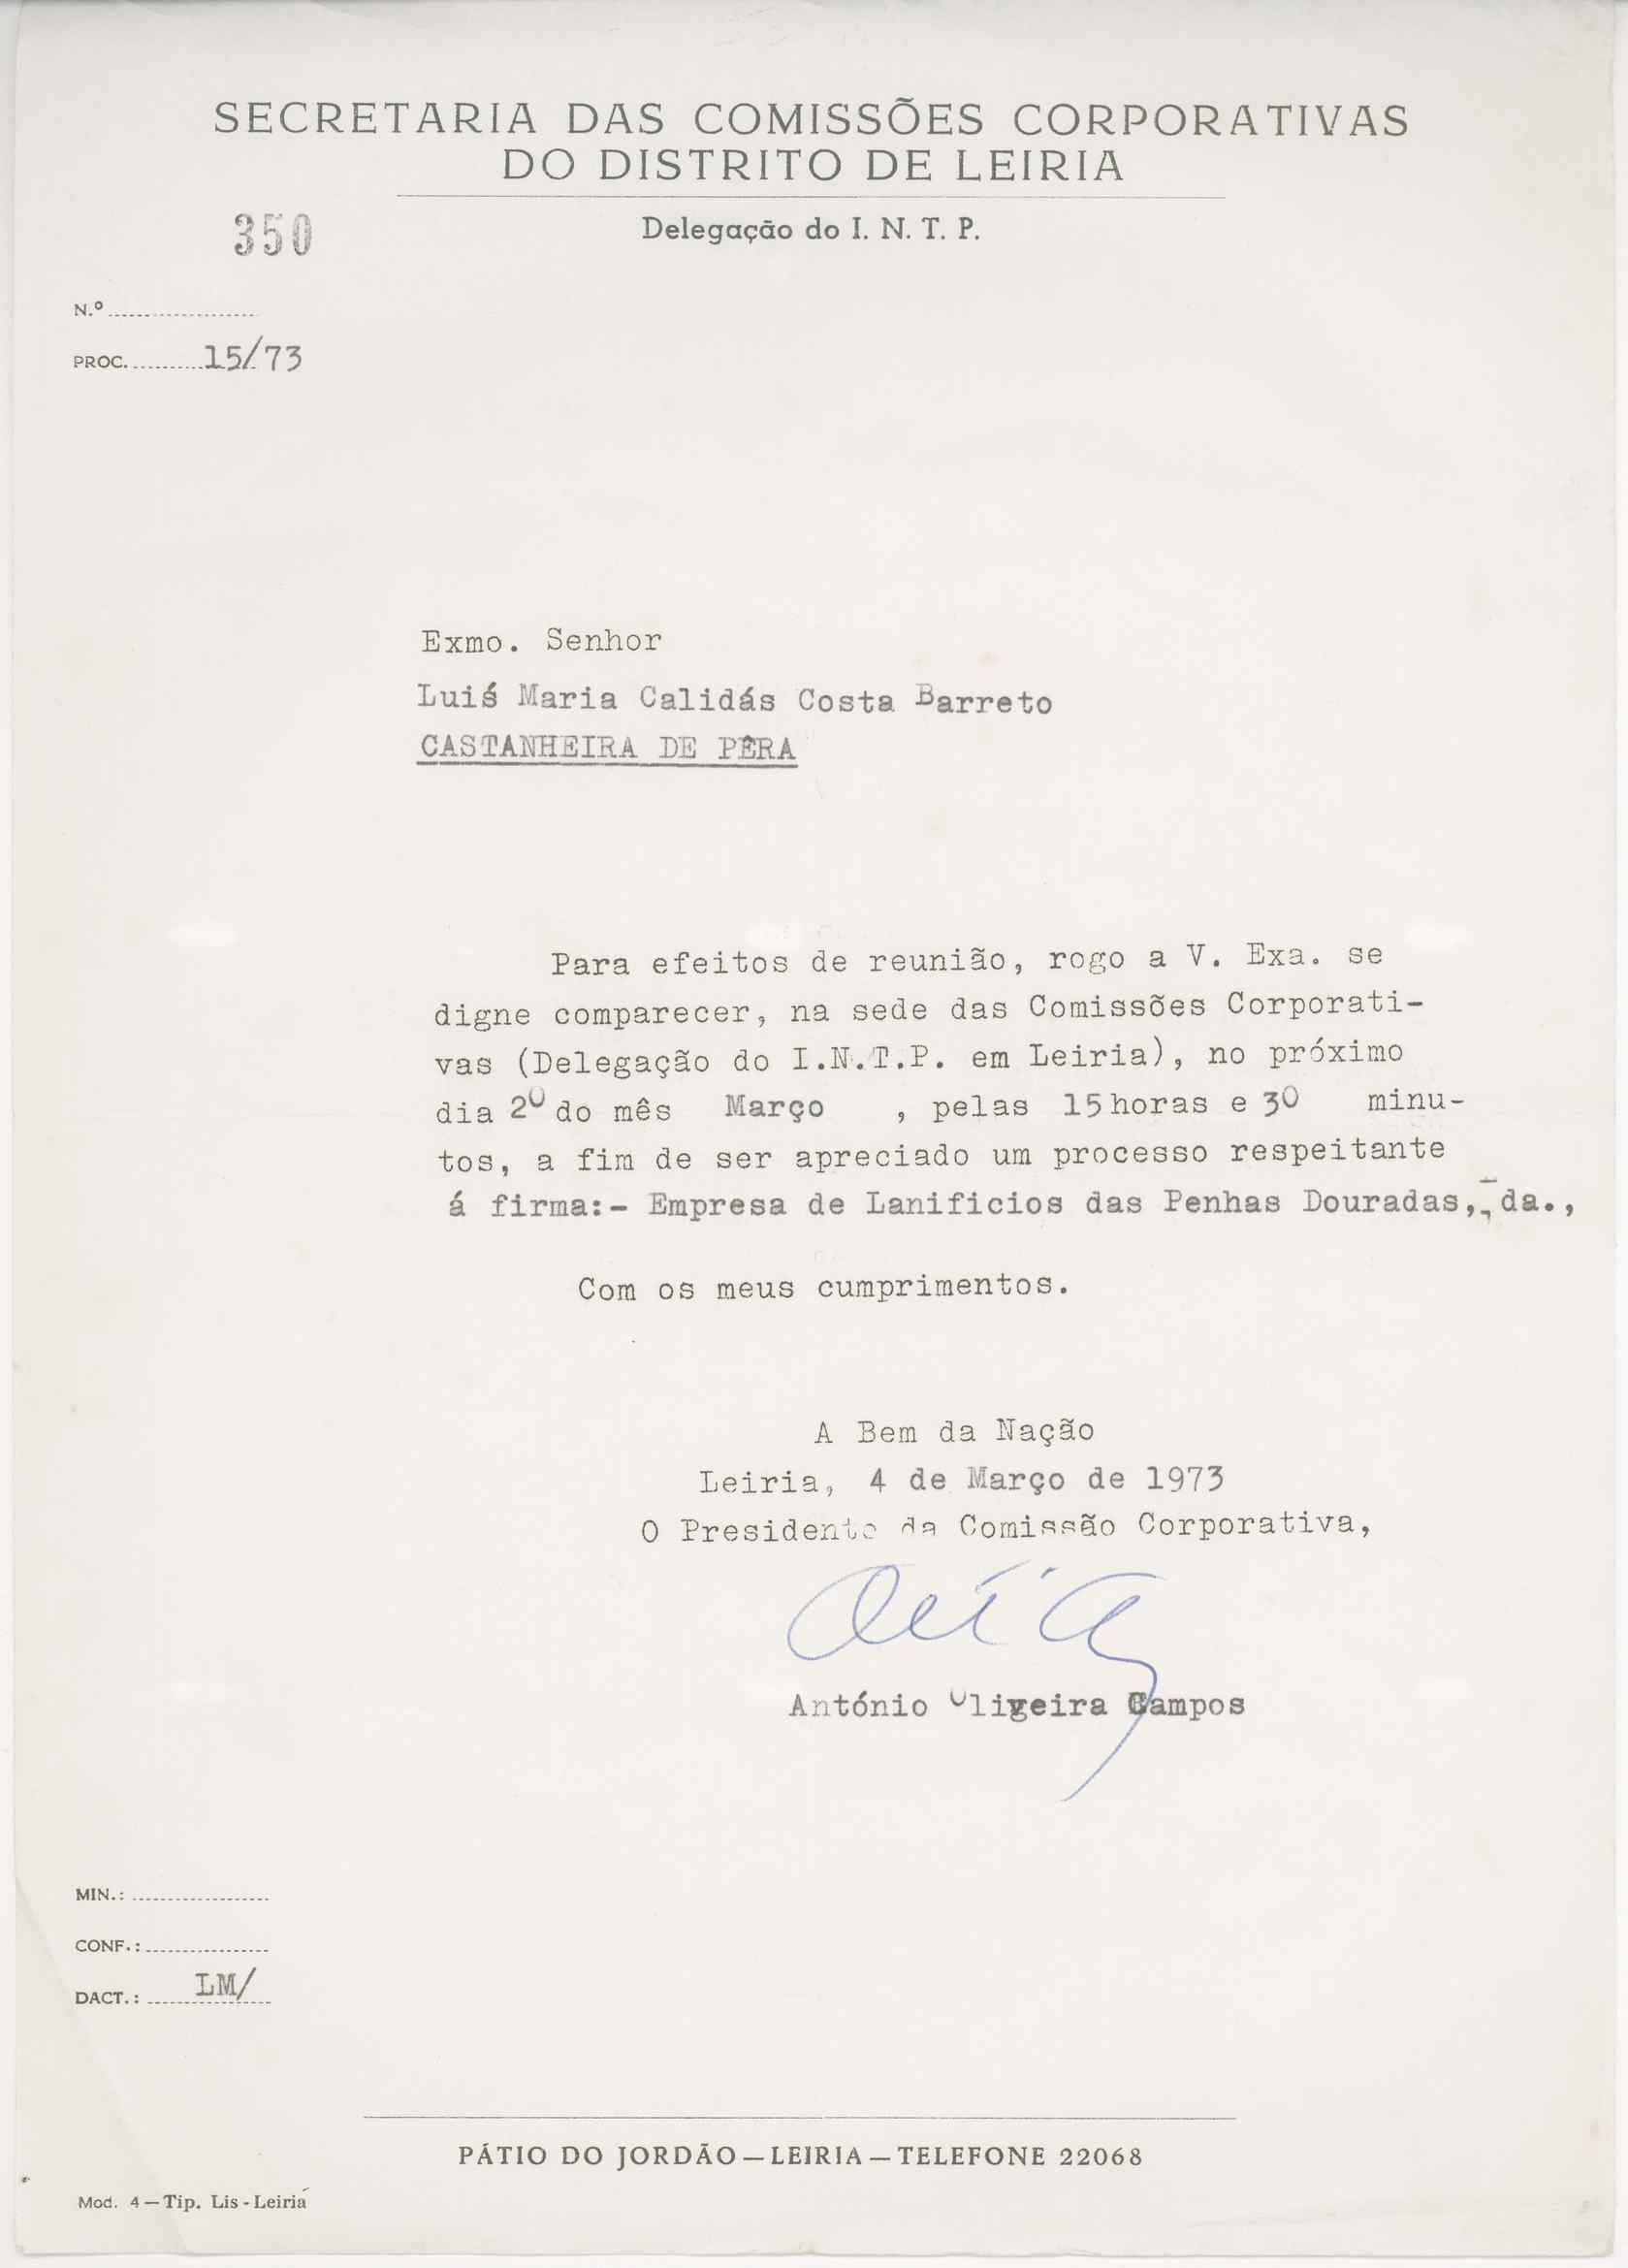 SECRETARIA DAS COMISSÕES CORPORATIVAS
DO DISTRITO DE LEIRIA
Delegação do I. N. T. P.
350
N.º
PROC. 15/73
Exmo. Senhor
Luiś Maria Calidás Costa Barreto
CASTANHEIRA DE PÊRA
Para efeitos de reunião, rogo a V. Exa. se
digne comparecer, na sede das Comissões Corporati-
vas (Delegação do I.N.T.P. em Leiria), no próximo
dia 20 do mês Março , pelas 15 horas e 30 minu-
tos, a fim de ser apreciado um processo respeitante
á firma:- Empresa de Lanificios das Penhas Douradas, da.,
Com os meus cumprimentos.
A Bem da Nação
Leiria, 4 de Março de 1973
O Presidente da Comissão Corporativa,
António Oliveira Campos
MIN.:
CONF.:
DACT.: LM/
PÁTIO DO JORDÃO — LEIRIA — TELEFONE 22068
Mod. 4 — Tip. Lis - Leiria